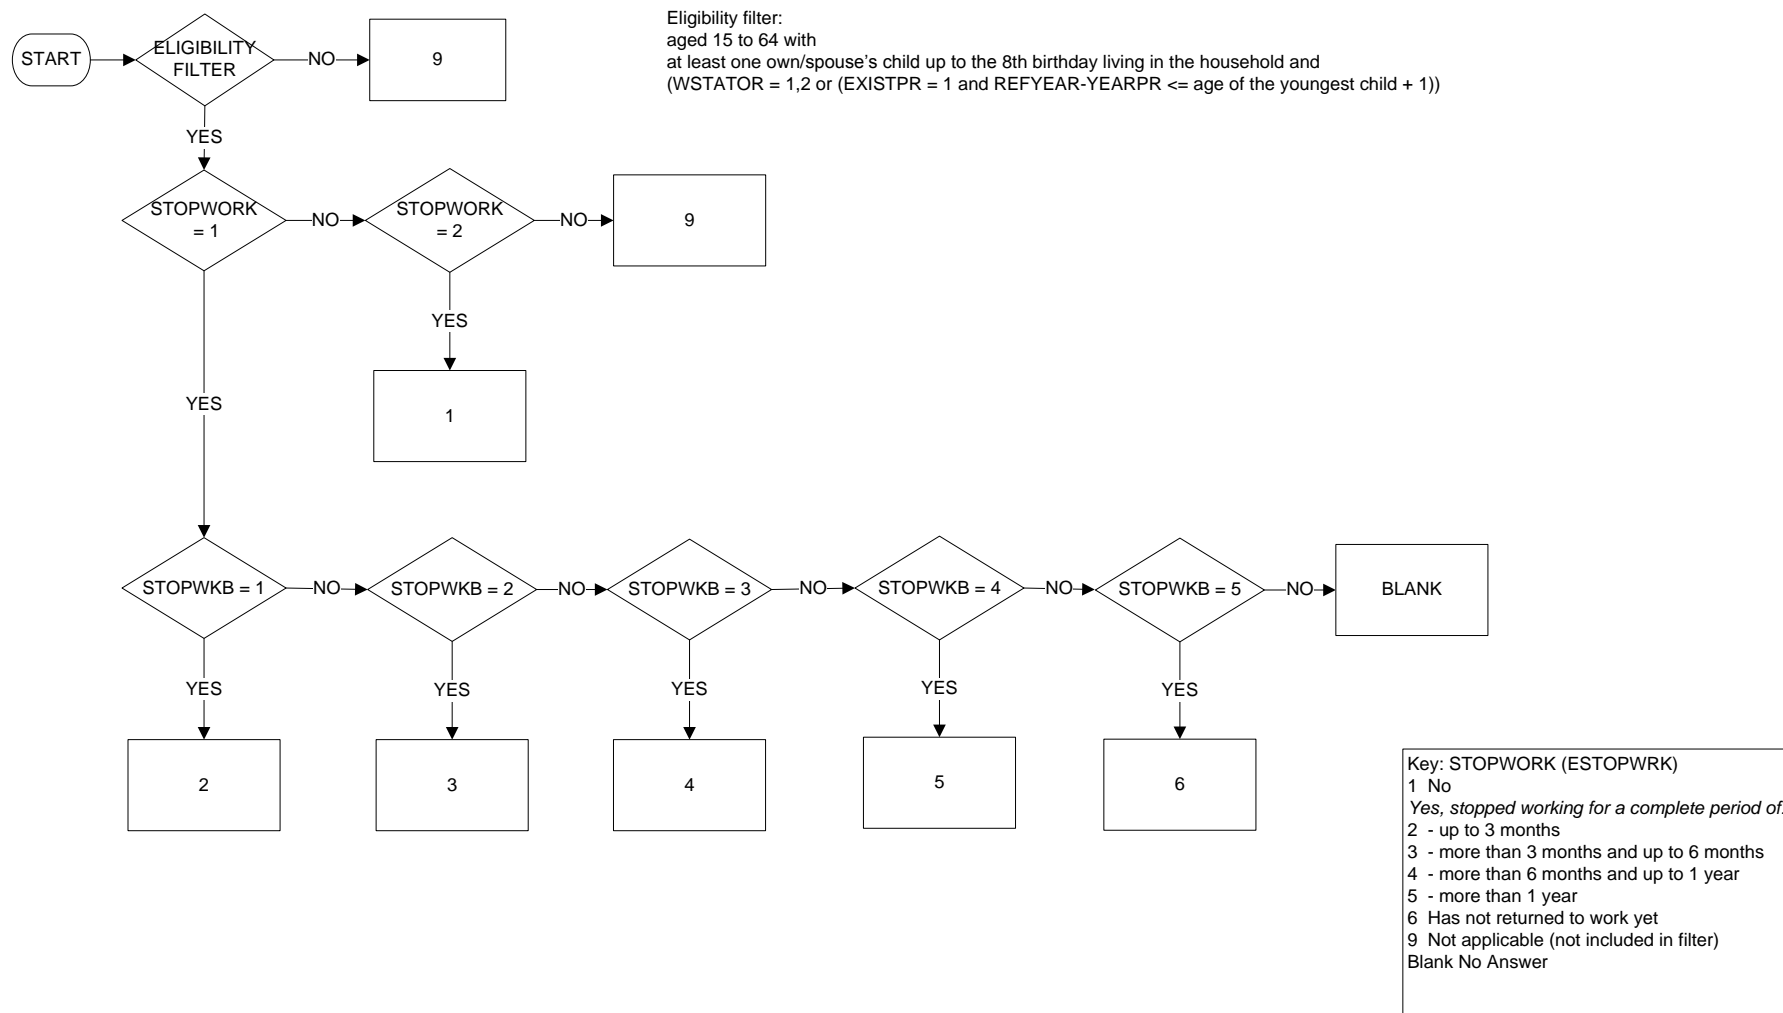 Eligibility filter:
aged 15 to 64 with
at least one own/spouse's child up to the 8th birthday living in the household and
(WSTATOR = 1,2 or (EXISTPR = 1 and REFYEAR-YEARPR <= age of the youngest child + 1))
START
ELIGIBILITY
FILTER
NO
9
YES
STOPWORK
= 1
NO
STOPWORK
= 2
NO
9
YES
1
YES
STOPWKB = 1
NO
STOPWKB = 2
NO
STOPWKB = 3
NO
STOPWKB = 4
NO
STOPWKB = 5
NO
BLANK
YES
YES
YES
YES
YES
2
3
4
5
6
Key: STOPWORK (ESTOPWRK)
1 No
Yes, stopped working for a complete period of:
2 - up to 3 months
3 - more than 3 months and up to 6 months
4 - more than 6 months and up to 1 year
5 - more than 1 year
6 Has not returned to work yet
9 Not applicable (not included in filter)
Blank No Answer